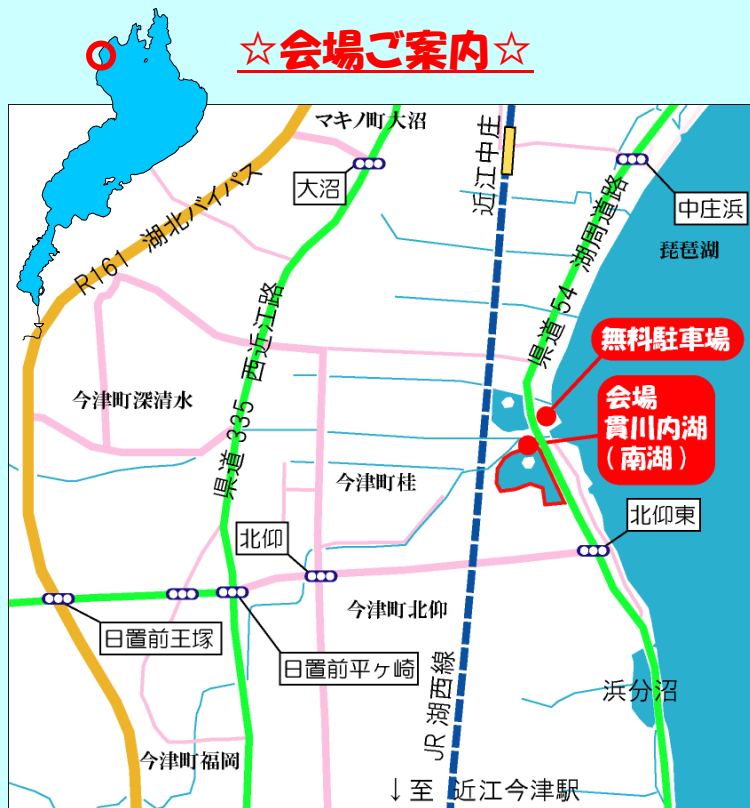 ☆会場ご案内☆
マキノ町大沼
近江中庄
大沼
中庄浜
琵琶湖
R161 湖北バイパス
県道 54 湖周道路
県道 335 西近江路
無料駐車場
今津町深清水
会場
貫川内湖
(南湖)
今津町桂
北仰東
北仰
今津町北仰
日置前王塚
日置前平ヶ崎
JR 湖西線
浜分沼
今津町福岡
↓至 近江今津駅